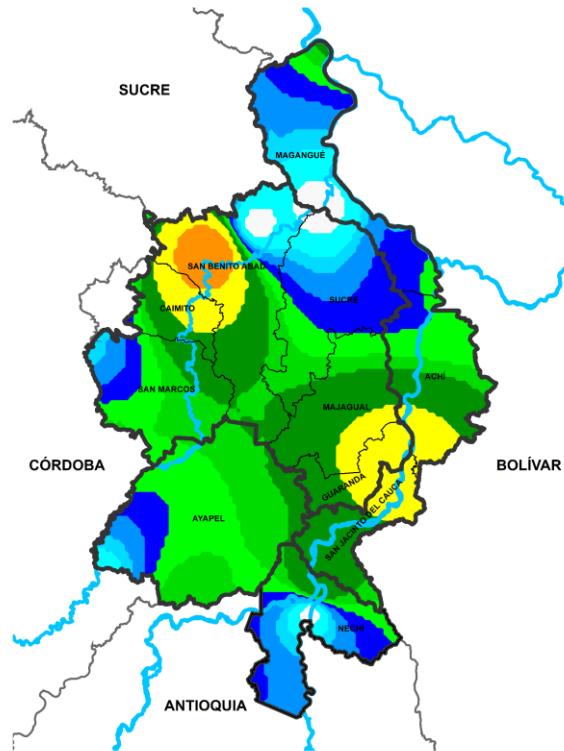 SUCRE
MAGANGUÉ
SAN BENITO ABAD
SUCRE
CAIMITO
ACHÍ
SAN MARCOS
MAJAGUAL
CÓRDOBA
BOLÍVAR
GUARANDA
SAN JACINTO DEL CAUCA
AYAPEL
NECHÍ
ANTIOQUIA